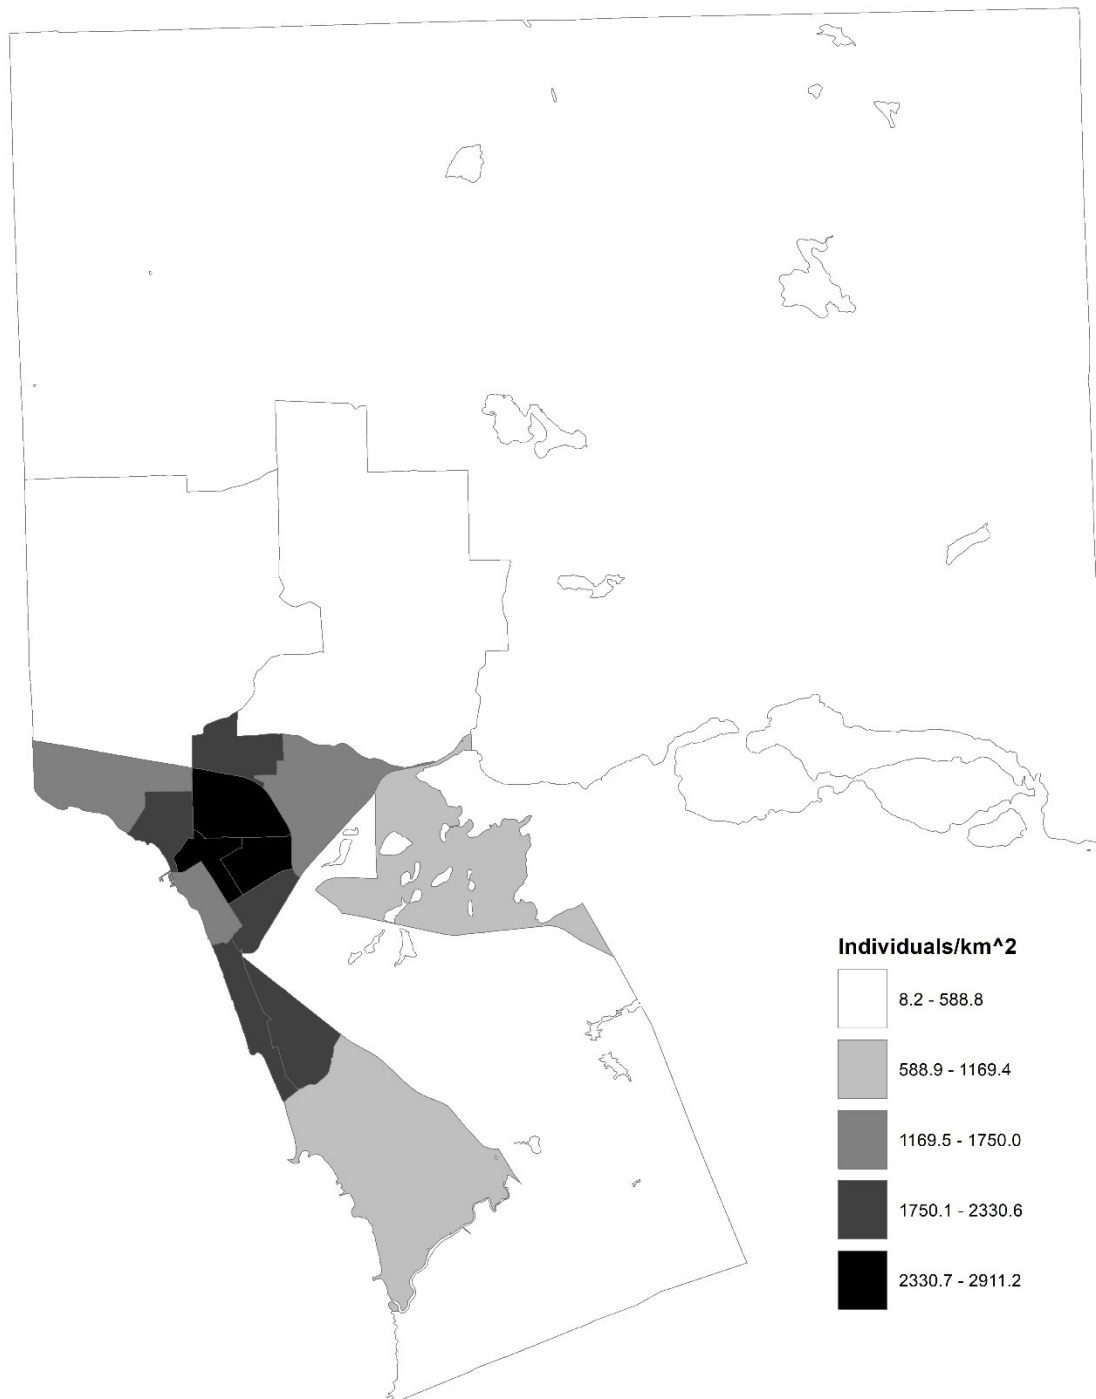 Individuals/km^2
8.2 - 588.8
588.9 - 1169.4
1169.5 - 1750.0
1750.1 - 2330.6
2330.7 - 2911.2